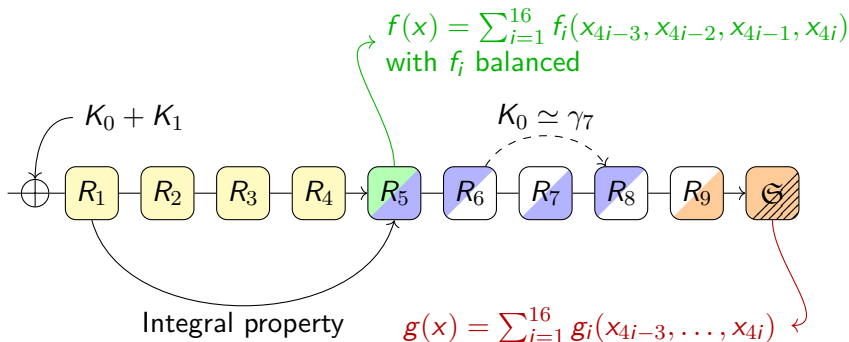 f(x) = ∑_{i=1}^{16} f_i(x_{4i−3}, x_{4i−2}, x_{4i−1}, x_{4i})
with f_i balanced
K_0 + K_1
K_0 ≃ γ_7
R_1 R_2 R_3 R_4 R_5 R_6 R_7 R_8 R_9 𝔖
Integral property
g(x) = ∑_{i=1}^{16} g_i(x_{4i−3}, …, x_{4i})